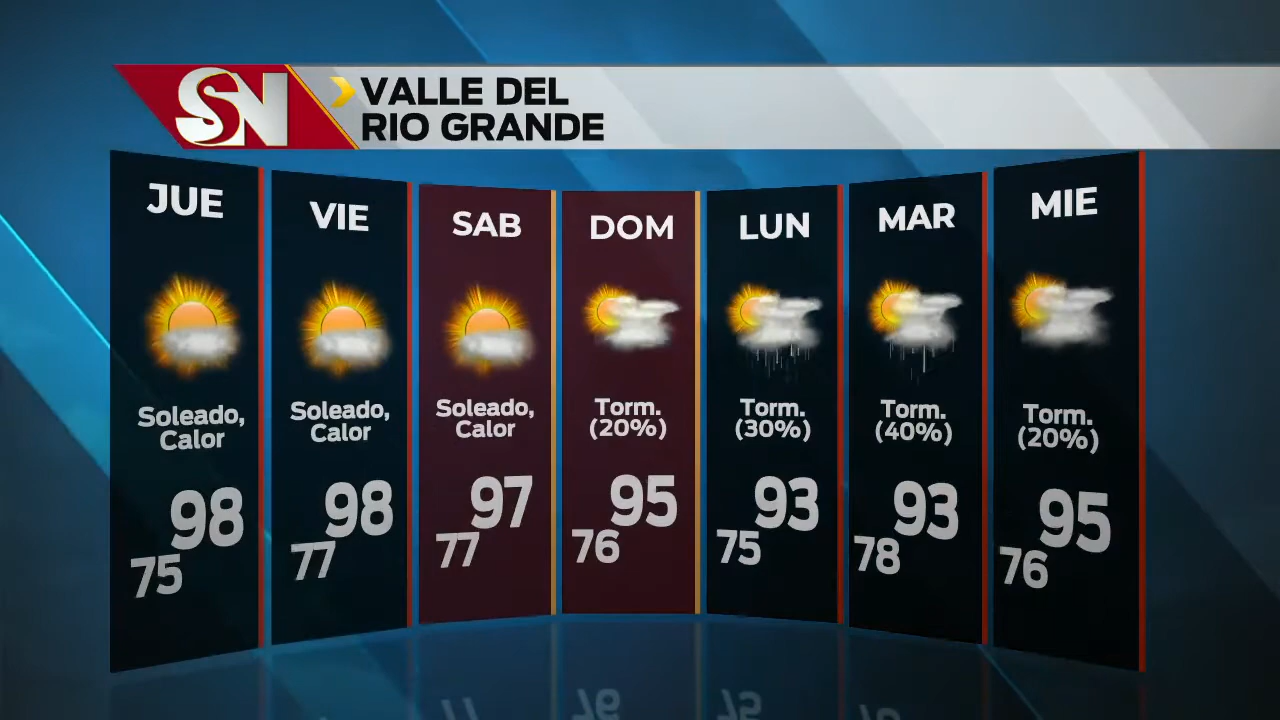 SN
VALLE DEL
RIO GRANDE
JUE
Soleado,
Calor
98
75
VIE
Soleado,
Calor
98
77
SAB
Soleado,
Calor
97
77
DOM
Torm.
(20%)
95
76
LUN
Torm.
(30%)
93
75
MAR
Torm.
(40%)
93
78
MIE
Torm.
(20%)
95
76